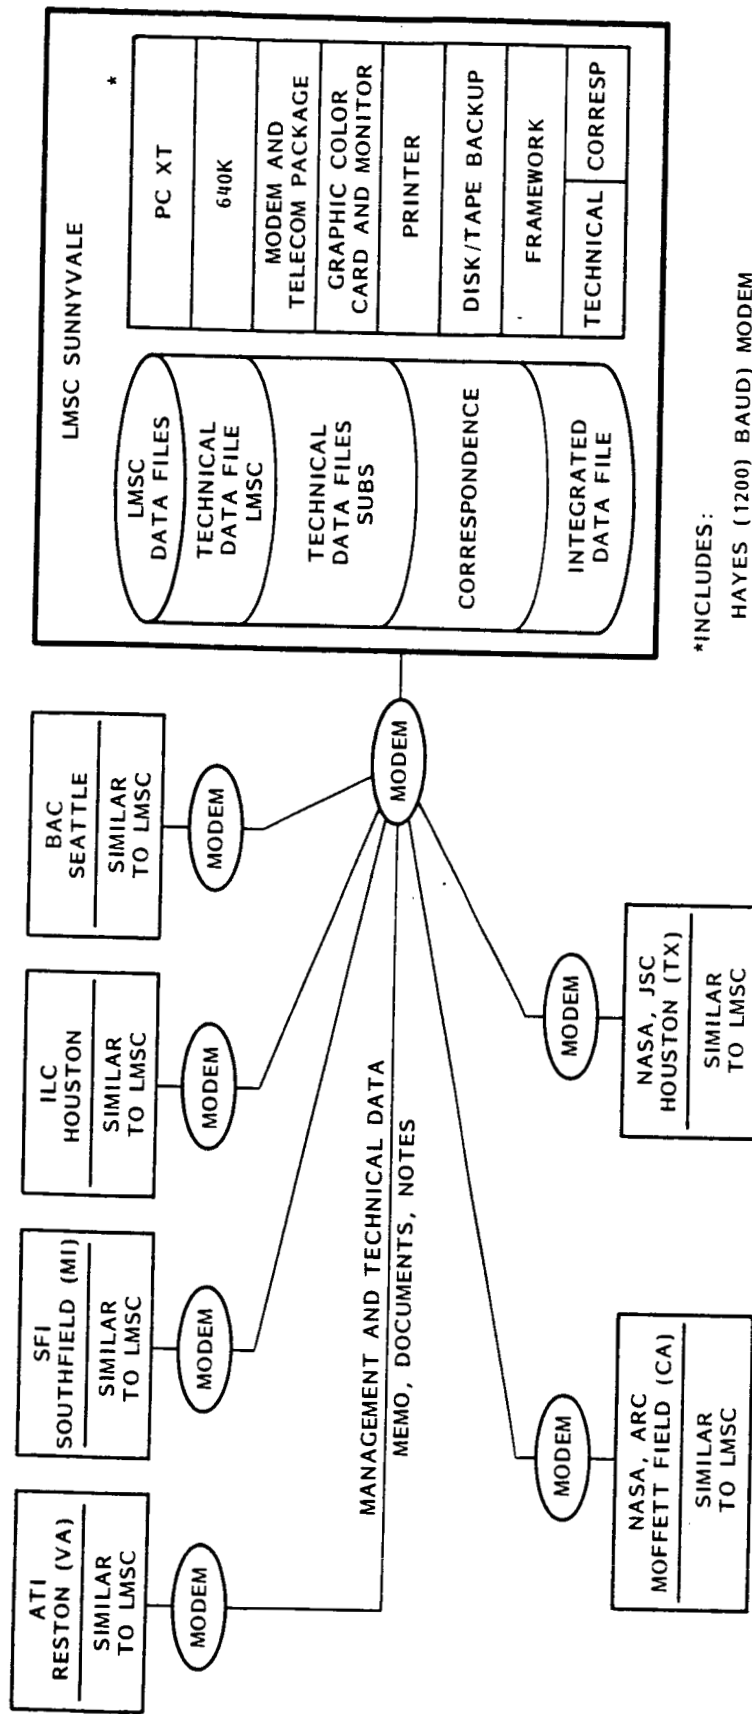 ATI
RESTON (VA)
SIMILAR
TO LMSC
MODEM
SFI
SOUTHFIELD (MI)
SIMILAR
TO LMSC
MODEM
ILC
HOUSTON
SIMILAR
TO LMSC
MODEM
BAC
SEATTLE
SIMILAR
TO LMSC
MODEM
MANAGEMENT AND TECHNICAL DATA
MEMO, DOCUMENTS, NOTES
MODEM
NASA, ARC
MOFFETT FIELD (CA)
SIMILAR
TO LMSC
MODEM
NASA, JSC
HOUSTON (TX)
SIMILAR
TO LMSC
MODEM
LMSC SUNNYVALE
LMSC
DATA FILES
TECHNICAL
DATA FILE
LMSC
TECHNICAL
DATA FILES
SUBS
CORRESPONDENCE
INTEGRATED
DATA FILE
*
PC XT
640K
MODEM AND
TELECOM PACKAGE
GRAPHIC COLOR
CARD AND MONITOR
PRINTER
DISK/TAPE BACKUP
FRAMEWORK
TECHNICAL
CORRESP
*INCLUDES:
HAYES (1200) BAUD) MODEM